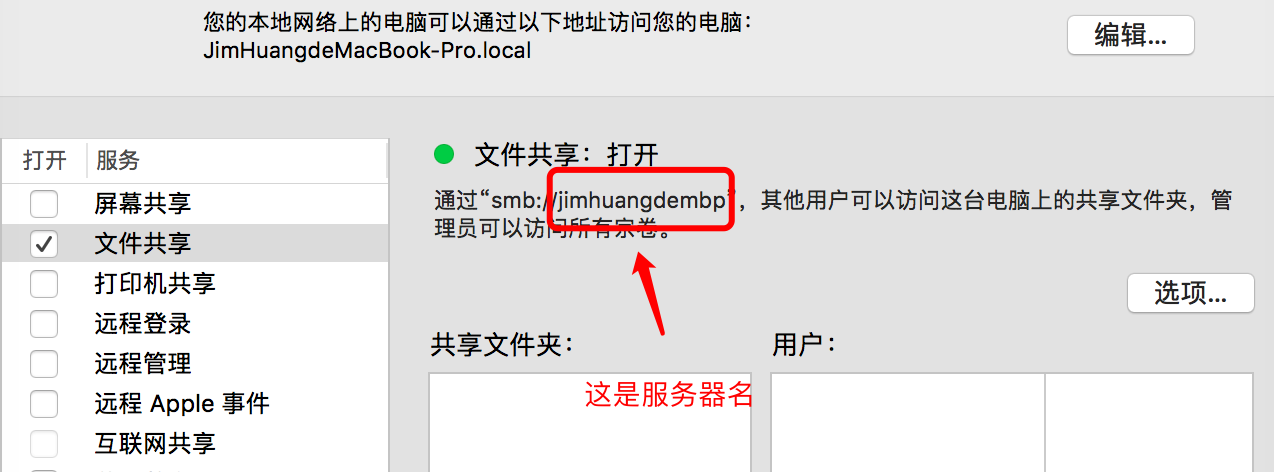 您的本地网络上的电脑可以通过以下地址访问您的电脑：
JimHuangdeMacBook-Pro.local
编辑...
打开 服务
屏幕共享
文件共享
打印机共享
远程登录
远程管理
远程 Apple 事件
互联网共享
文件共享：打开
通过“smb://jimhuangdembp”，其他用户可以访问这台电脑上的共享文件夹，管
理员可以访问所有宗卷。
选项...
共享文件夹：
用户：
这是服务器名